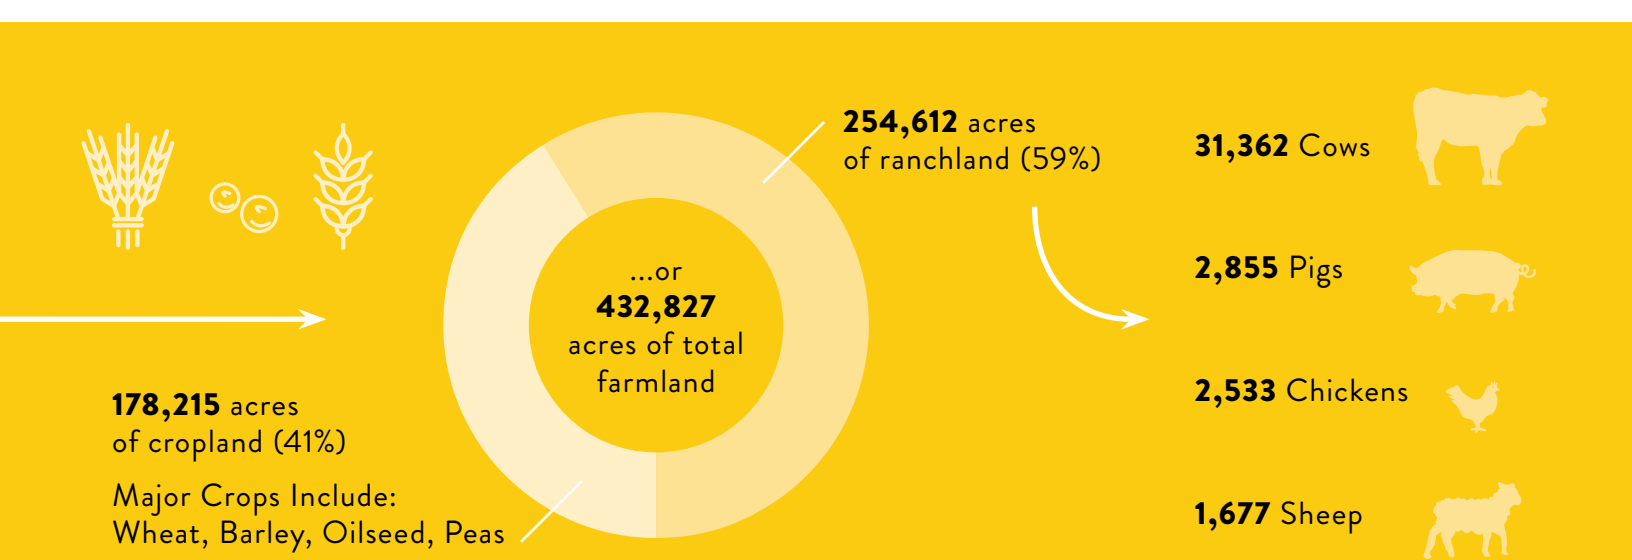 178,215 acres
of cropland (41%)
Major Crops Include:
Wheat, Barley, Oilseed, Peas
...or
432,827
acres of total
farmland
254,612 acres
of ranchland (59%)
31,362 Cows
2,855 Pigs
2,533 Chickens
1,677 Sheep